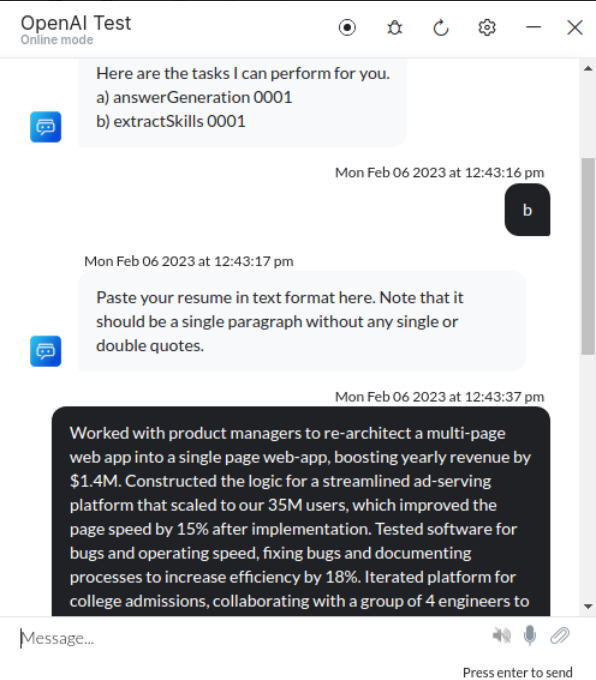 OpenAI Test
Online mode
Here are the tasks I can perform for you.
a) answerGeneration 0001
b) extractSkills 0001
Mon Feb 06 2023 at 12:43:16 pm
b
Mon Feb 06 2023 at 12:43:17 pm
Paste your resume in text format here. Note that it
should be a single paragraph without any single or
double quotes.
Mon Feb 06 2023 at 12:43:37 pm
Worked with product managers to re-architect a multi-page
web app into a single page web-app, boosting yearly revenue by
$1.4M. Constructed the logic for a streamlined ad-serving
platform that scaled to our 35M users, which improved the
page speed by 15% after implementation. Tested software for
bugs and operating speed, fixing bugs and documenting
processes to increase efficiency by 18%. Iterated platform for
college admissions, collaborating with a group of 4 engineers to
Message...
Press enter to send